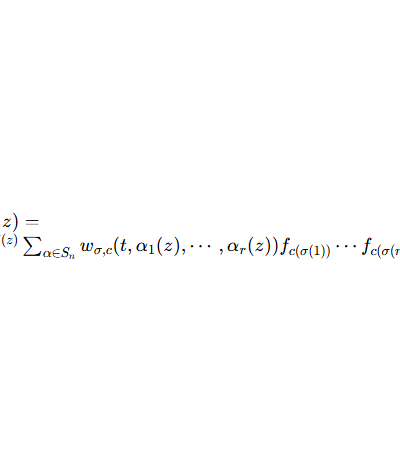 z) =
(z) ∑_{α∈S_n} w_{σ,c}(t, α_1(z), ⋯ , α_r(z)) f_{c(σ(1))} ⋯ f_{c(σ(r